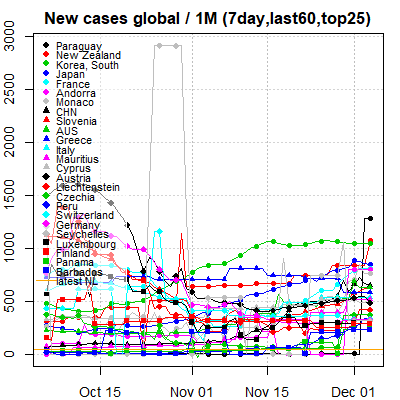 New cases global / 1M (7day,last60,top25)
3000
2500
2000
1500
1000
500
0
Paraguay
New Zealand
Korea, South
Japan
France
Andorra
Monaco
CHN
Slovenia
AUS
Greece
Italy
Mauritius
Cyprus
Austria
Liechtenstein
Czechia
Peru
Switzerland
Germany
Seychelles
Luxembourg
Finland
Panama
Barbados
latest NL
Oct 15
Nov 01
Nov 15
Dec 01